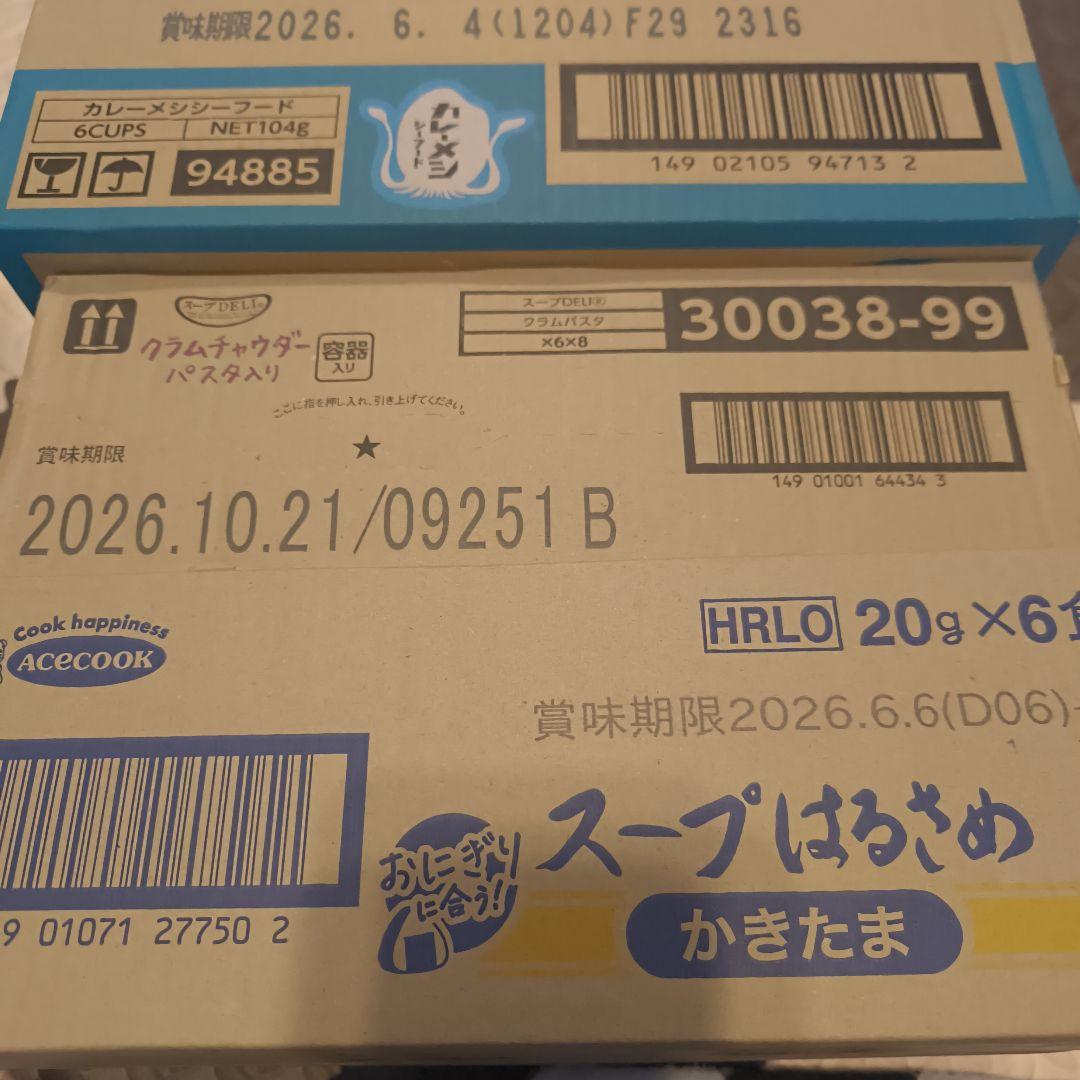 賞味期限2026. 6. 4(1204)F29 2316
カレーメシシーフード
6CUPS NET104g
94885
カレーメシ
シーフード
149 02105 94713 2
スープDELI®
クラムチャウダー
パスタ入り
容器
入り
スープDELI®
クラムパスタ
×6×8
30038-99
ここに指を押し入れ、引き上げてください。
★
149 01001 64434 3
賞味期限
2026.10.21/09251 B
Cook happiness
ACECOOK
HRLO 20g×6食
賞味期限2026.6.6(D06)
9 01071 27750 2
おにぎり
に合う!
スープはるさめ
かきたま